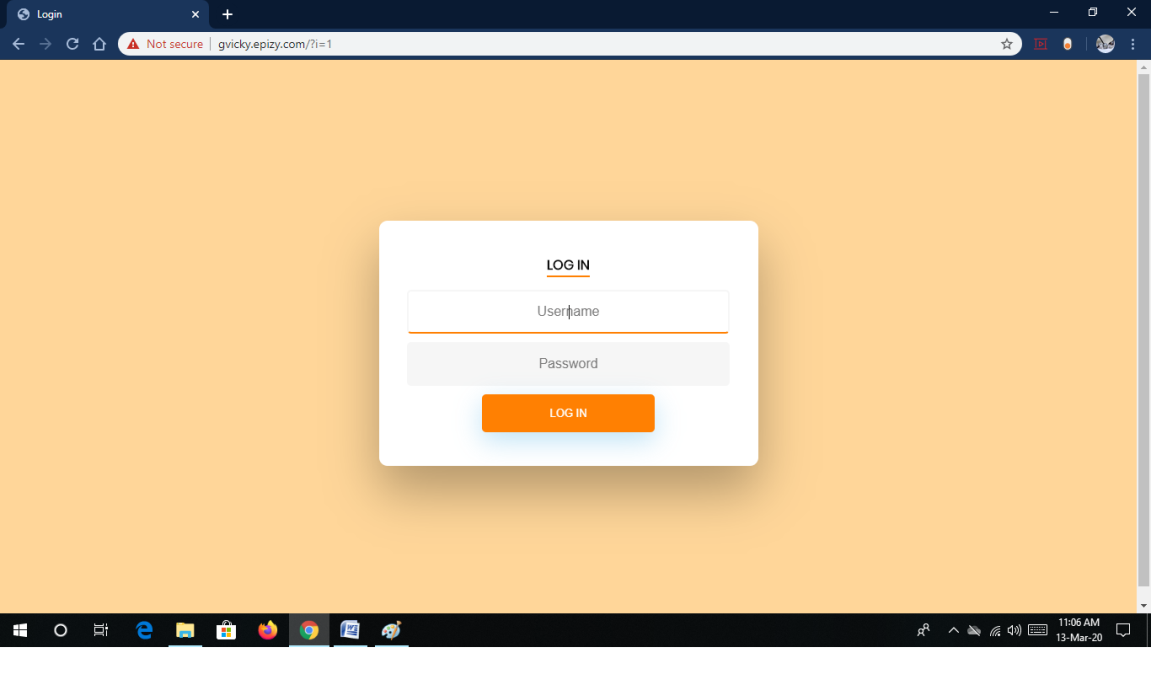 Login
Not secure gvicky.epizy.com/?i=1
LOG IN
Username
Password
LOG IN
11:06 AM
13-Mar-20